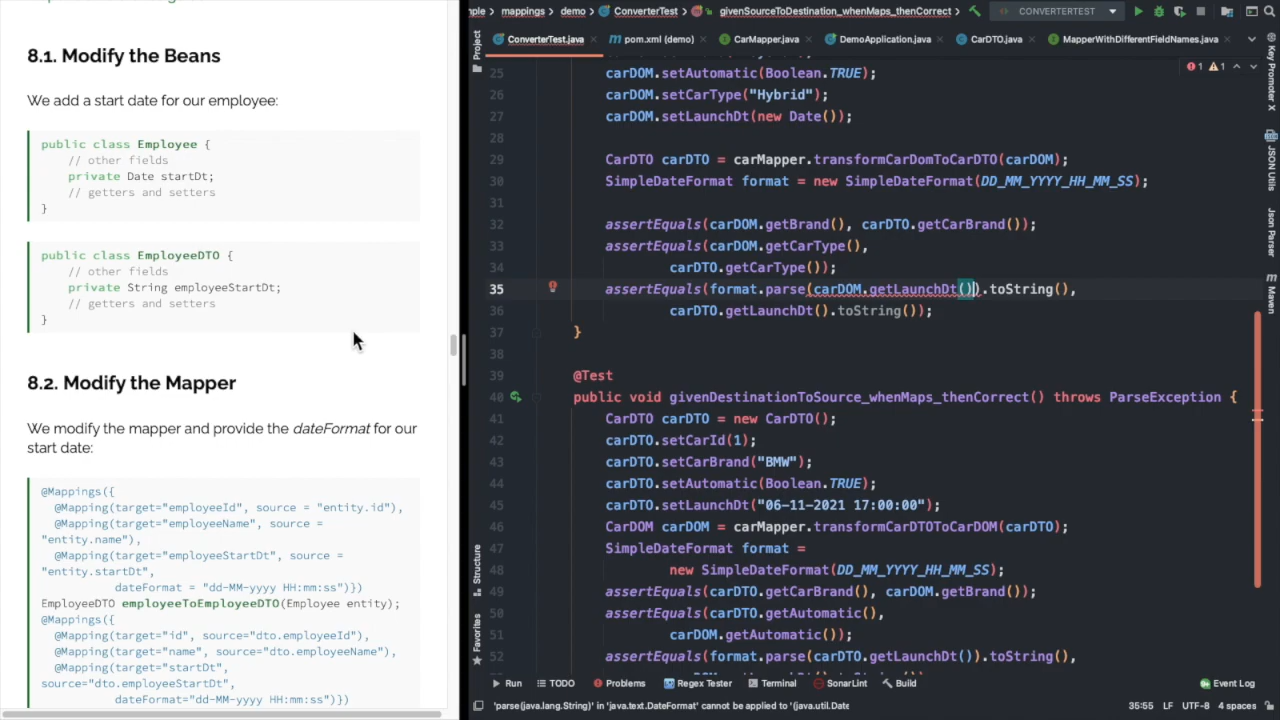 8.1. Modify the Beans
We add a start date for our employee:
public class Employee {
// other fields
private Date startDt;
// getters and setters
}
public class EmployeeDTO {
// other fields
private String employeeStartDt;
// getters and setters
}
8.2. Modify the Mapper
We modify the mapper and provide the dateFormat for our
start date:
@Mappings({
@Mapping(target="employeeId", source = "entity.id"),
@Mapping(target="employeeName", source =
"entity.name"),
@Mapping(target="employeeStartDt", source =
"entity.startDt",
dateFormat = "dd-MM-yyyy HH:mm:ss")})
EmployeeDTO employeeToEmployeeDTO(Employee entity);
@Mappings({
@Mapping(target="id", source="dto.employeeId"),
@Mapping(target="name", source="dto.employeeName"),
@Mapping(target="startDt",
source="dto.employeeStartDt",
dateFormat="dd-MM-yyyy HH:mm:ss")})
mple mappings demo ConverterTest givenSourceToDestination_whenMaps_thenCorrect CONVERTERTEST
ConverterTest.java pom.xml (demo) CarMapper.java DemoApplication.java CarDTO.java MapperWithDifferentFieldNames.java
Project
Structure
Favorites
Key Promoter X
JSON Utils
Json Parser
Maven
1 1
25 carDOM.setAutomatic(Boolean.TRUE);
26 carDOM.setCarType("Hybrid");
27 carDOM.setLaunchDt(new Date());
28
29 CarDTO carDTO = carMapper.transformCarDomToCarDTO(carDOM);
30 SimpleDateFormat format = new SimpleDateFormat(DD_MM_YYYY_HH_MM_SS);
31
32 assertEquals(carDOM.getBrand(), carDTO.getCarBrand());
33 assertEquals(carDOM.getCarType(),
34 carDTO.getCarType());
35 assertEquals(format.parse(carDOM.getLaunchDt()).toString(),
36 carDTO.getLaunchDt().toString());
37 }
38
39 @Test
40 public void givenDestinationToSource_whenMaps_thenCorrect() throws ParseException {
41 CarDTO carDTO = new CarDTO();
42 carDTO.setCarId(1);
43 carDTO.setCarBrand("BMW");
44 carDTO.setAutomatic(Boolean.TRUE);
45 carDTO.setLaunchDt("06-11-2021 17:00:00");
46 CarDOM carDOM = carMapper.transformCarDTOToCarDOM(carDTO);
47 SimpleDateFormat format =
48 new SimpleDateFormat(DD_MM_YYYY_HH_MM_SS);
49 assertEquals(carDTO.getCarBrand(), carDOM.getBrand());
50 assertEquals(carDTO.getAutomatic(),
51 carDOM.getAutomatic());
52 assertEquals(format.parse(carDTO.getLaunchDt()).toString(),
Run TODO Problems Regex Tester Terminal SonarLint Build Event Log
'parse(java.lang.String)' in 'java.text.DateFormat' cannot be applied to '(java.util.Date 35:55 LF UTF-8 4 spaces